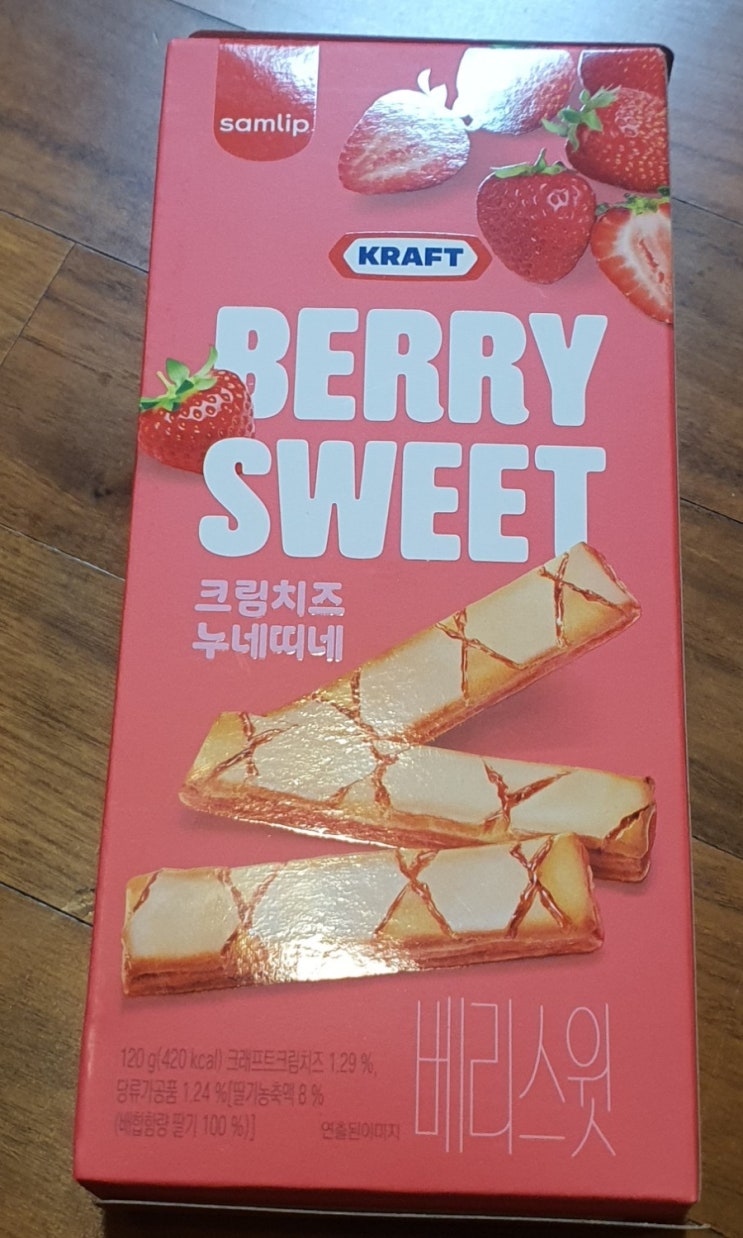 samlip
KRAFT
BERRY
SWEET
크림치즈
누네띠네
120 g(420 kcal) 크래프트크림치즈 1.29 %,
당류가공품 1.24 %[딸기농축액 8 %
(배합함량 딸기 100 %)]
연출된이미지
베리스윗